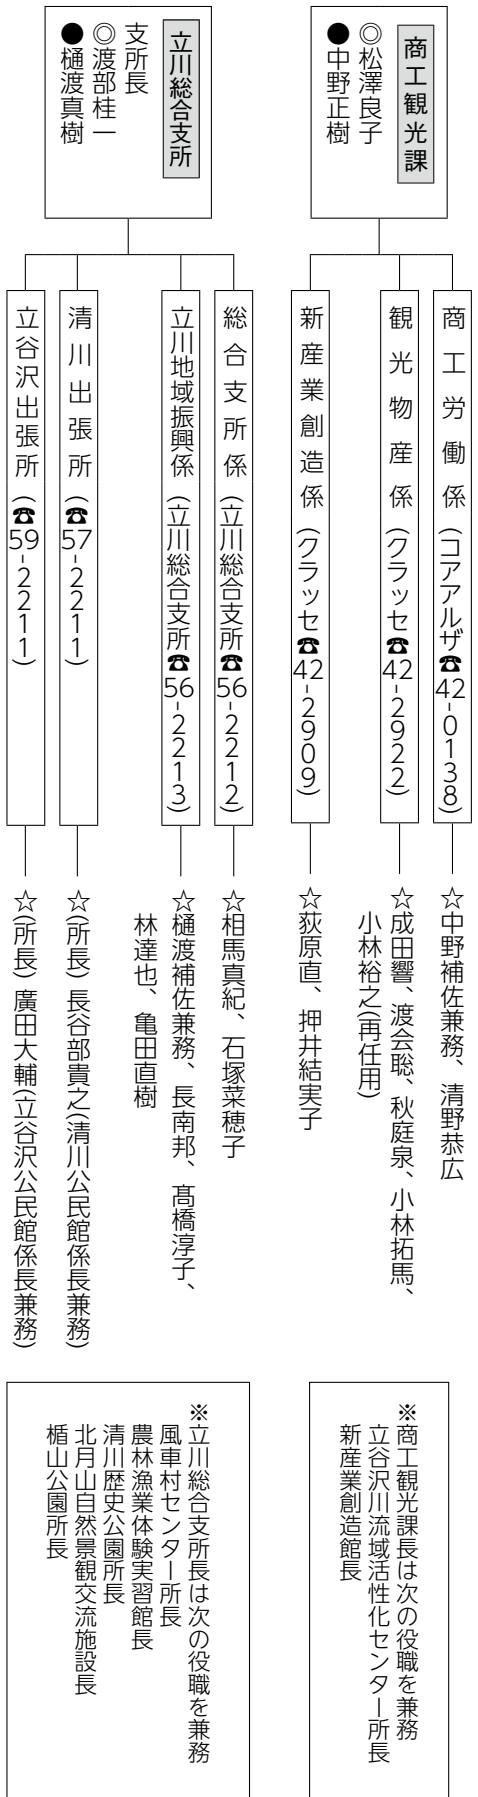 商工観光課
◎松澤良子
●中野正樹
商工労働係（コアアルザ☎42-0138）
☆中野補佐兼務、清野恭広
観光物産係（クラッセ☎42-2922）
☆成田響、渡会聡、秋庭泉、小林拓馬、
小林裕之(再任用)
新産業創造係（クラッセ☎42-2909）
☆荻原直、押井結実子
※商工観光課長は次の役職を兼務
立谷沢川流域活性化センター所長
新産業創造館長
立川総合支所
支所長
◎渡部桂一
●樋渡真樹
総合支所係（立川総合支所☎56-2212）
☆相馬真紀、石塚菜穂子
立川地域振興係（立川総合支所☎56-2213）
☆樋渡補佐兼務、長南邦、髙橋淳子、
林達也、亀田直樹
清川出張所（☎57-2211）
☆(所長）長谷部貴之(清川公民館係長兼務)
立谷沢出張所（☎59-2211）
☆(所長）廣田大輔(立谷沢公民館係長兼務)
※立川総合支所長は次の役職を兼務
風車村センター所長
農林漁業体験実習館長
清川歴史公園所長
北月山自然景観交流施設長
楯山公園所長